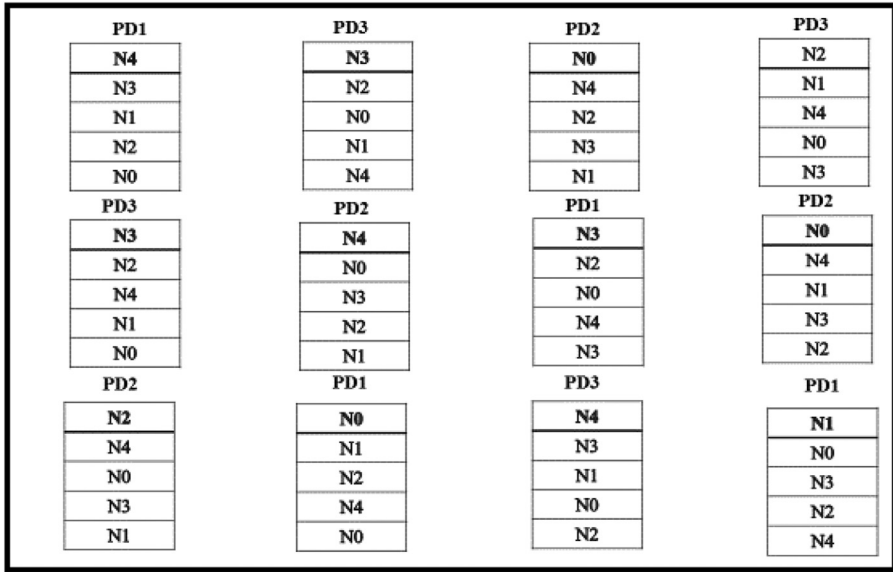 PD1 PD3 PD2 PD3
N4 N3 N0 N2
N3 N2 N4 N1
N1 N0 N2 N4
N2 N1 N3 N0
N0 N4 N1 N3
PD3 PD2 PD1 PD2
N3 N4 N3 N0
N2 N0 N2 N4
N4 N3 N0 N1
N1 N2 N4 N3
N0 N1 N3 N2
PD2 PD1 PD3 PD1
N2 N0 N4 N1
N4 N1 N3 N0
N0 N2 N1 N3
N3 N4 N0 N2
N1 N0 N2 N4